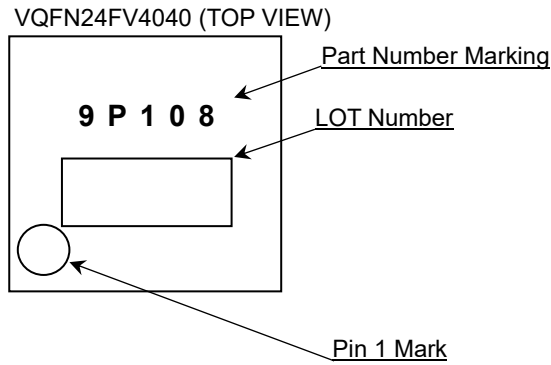 VQFN24FV4040 (TOP VIEW)
Part Number Marking
9 P 1 0 8
LOT Number
Pin 1 Mark